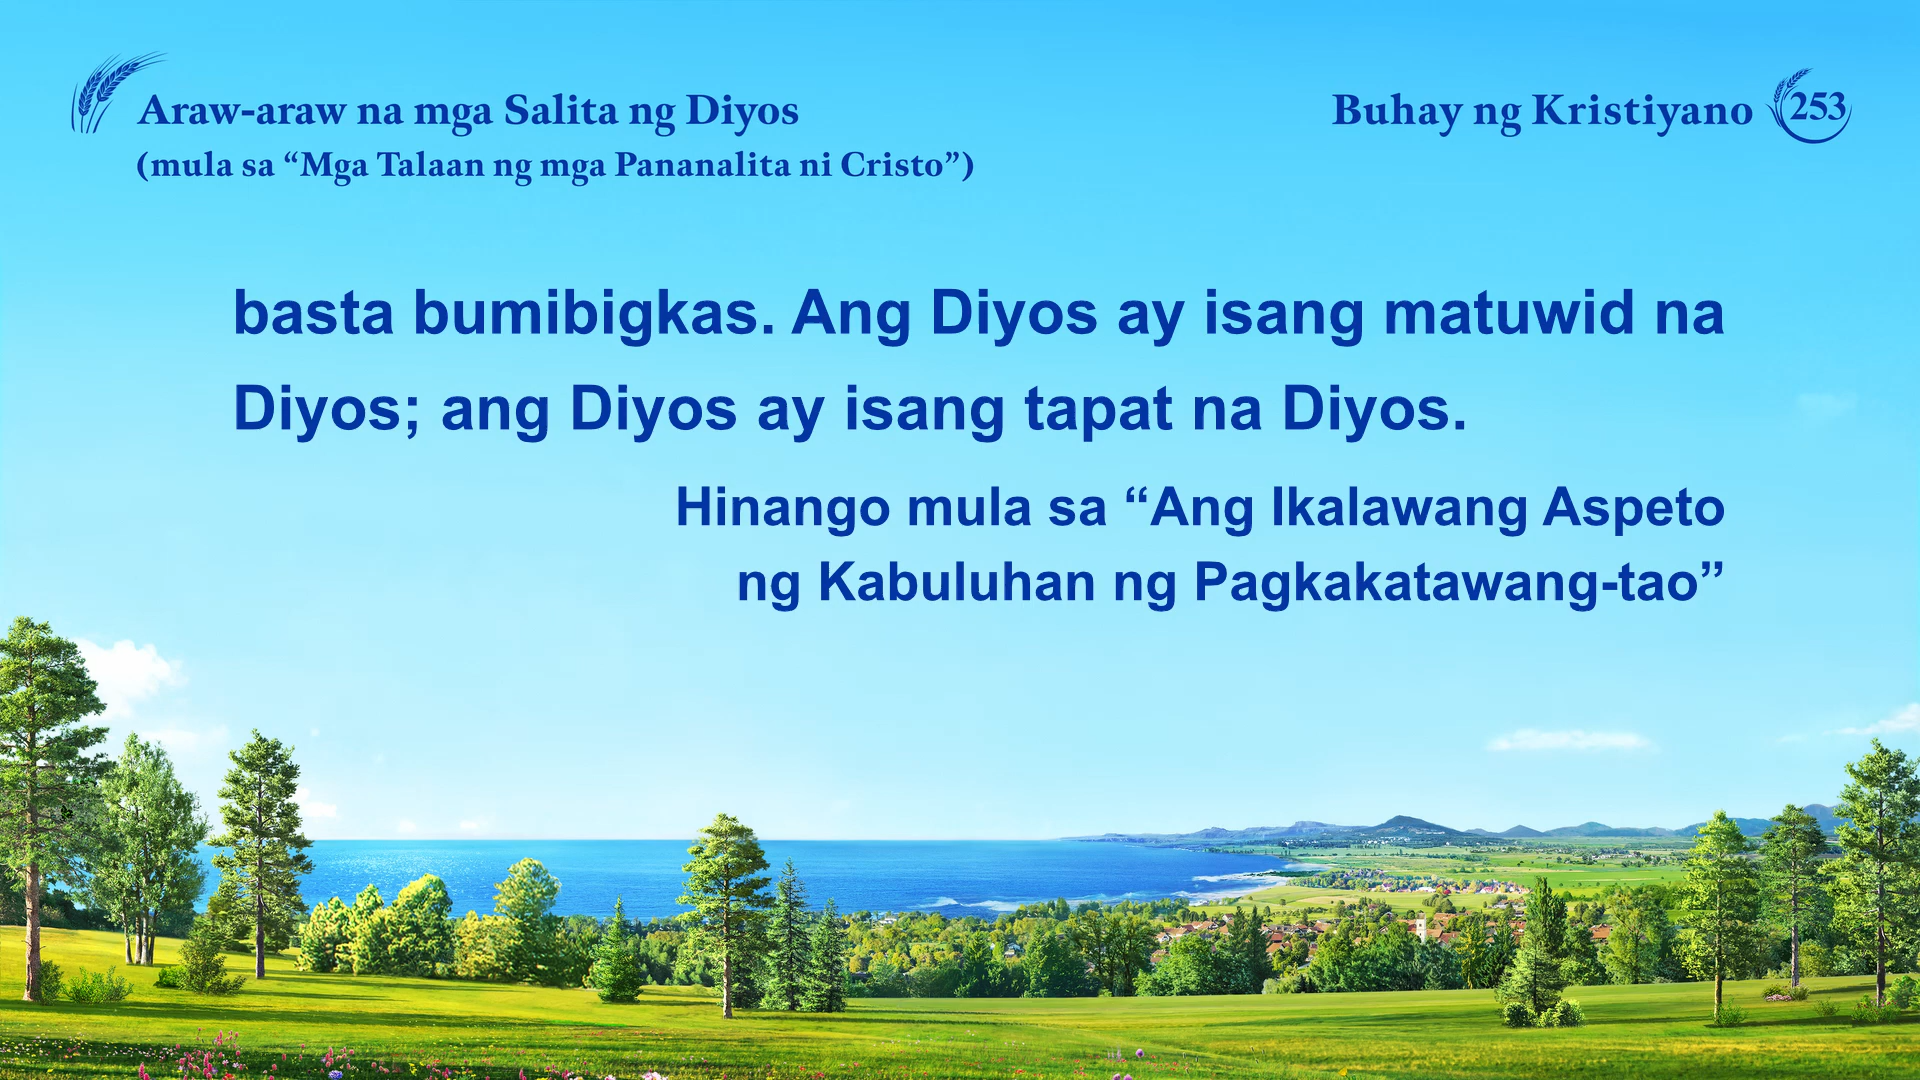 Araw-araw na mga Salita ng Diyos
(mula sa “Mga Talaan ng mga Pananalita ni Cristo”)
Buhay ng Kristiyano 253
basta bumibigkas. Ang Diyos ay isang matuwid na
Diyos; ang Diyos ay isang tapat na Diyos.
Hinango mula sa “Ang Ikalawang Aspeto
ng Kabuluhan ng Pagkakatawang-tao”